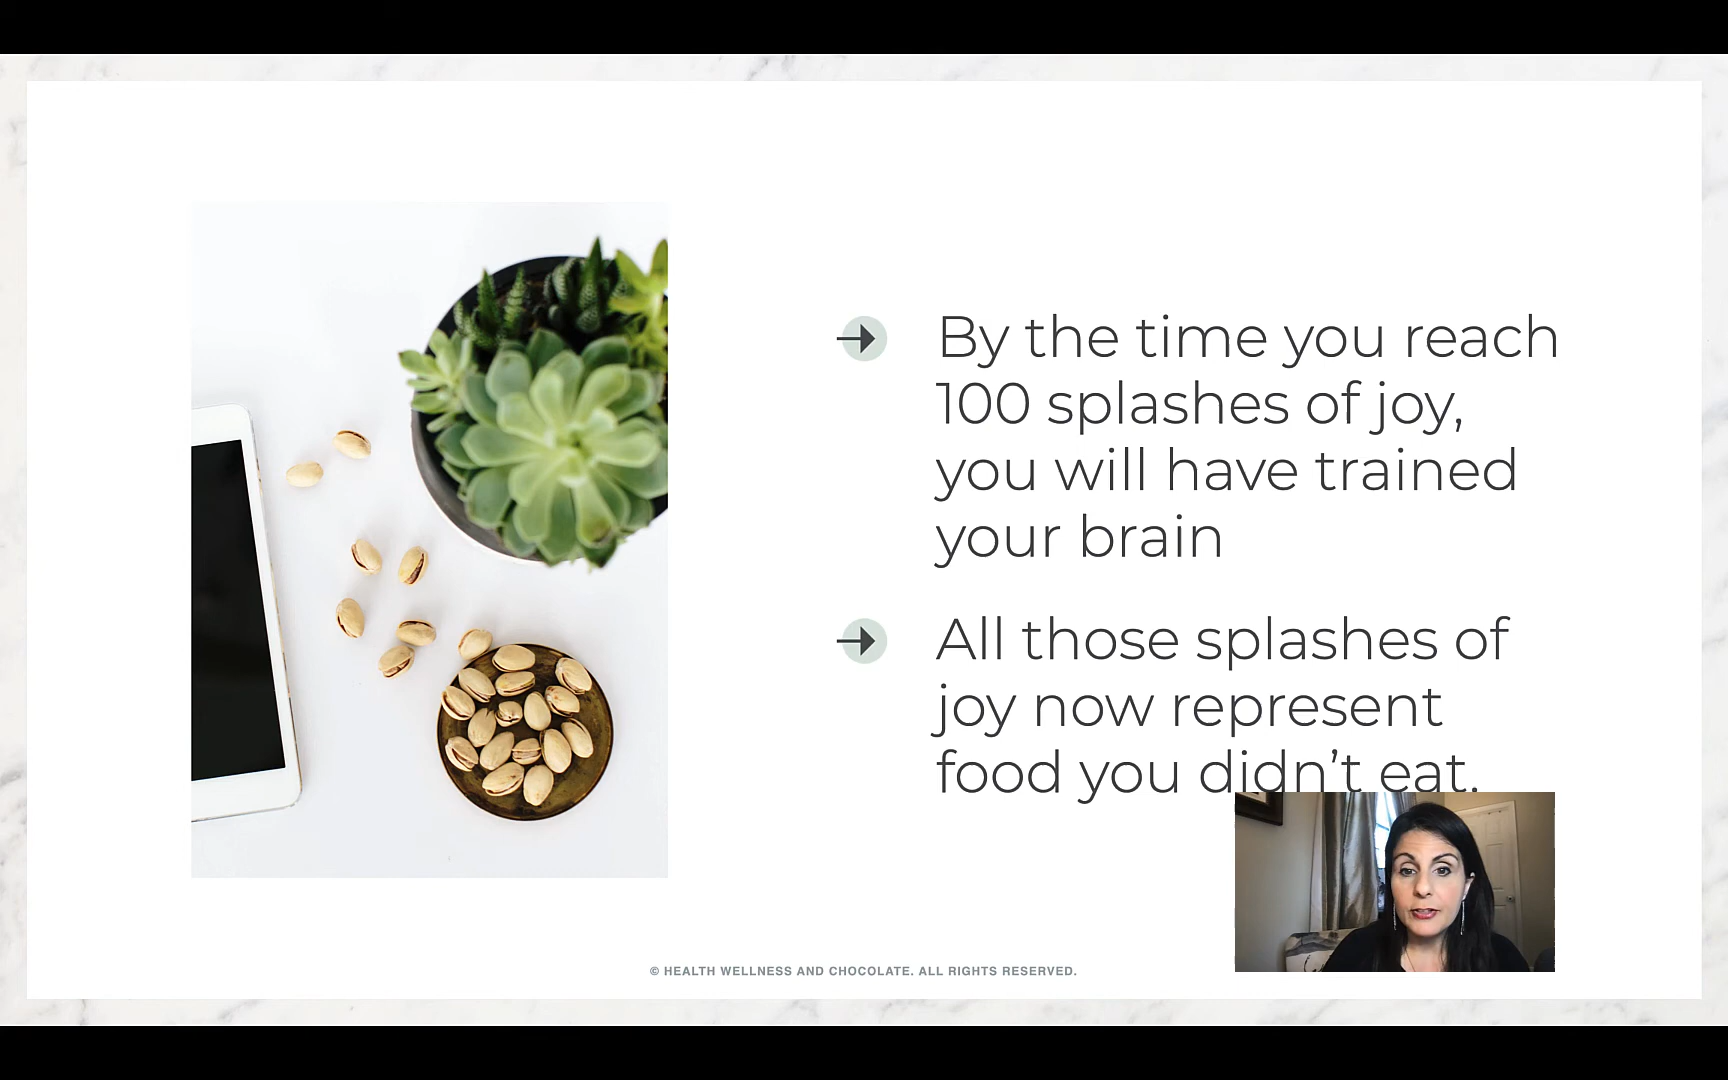 By the time you reach
100 splashes of joy,
you will have trained
your brain
All those splashes of
joy now represent
food you didn’t eat.
© HEALTH WELLNESS AND CHOCOLATE. ALL RIGHTS RESERVED.